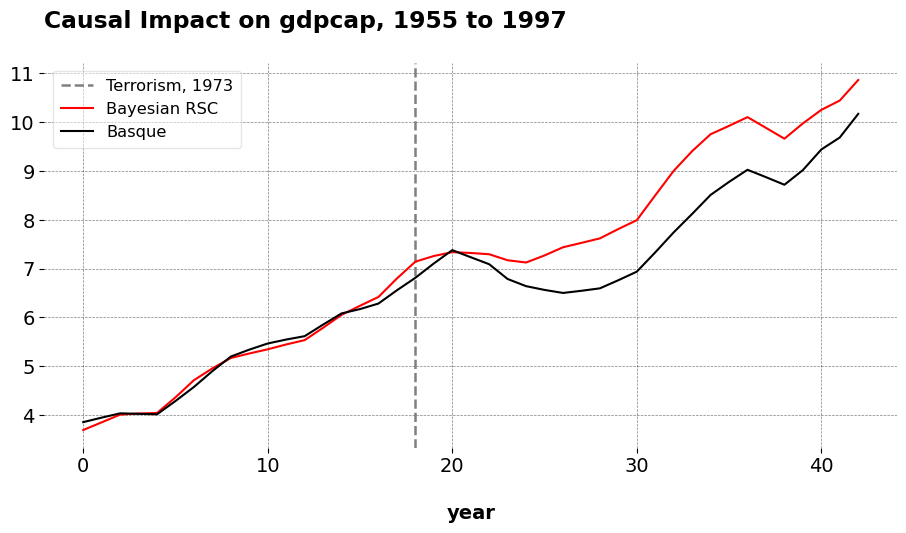 Causal Impact on gdpcap, 1955 to 1997
Terrorism, 1973
Bayesian RSC
Basque
11
10
9
8
7
6
5
4
0 10 20 30 40
year